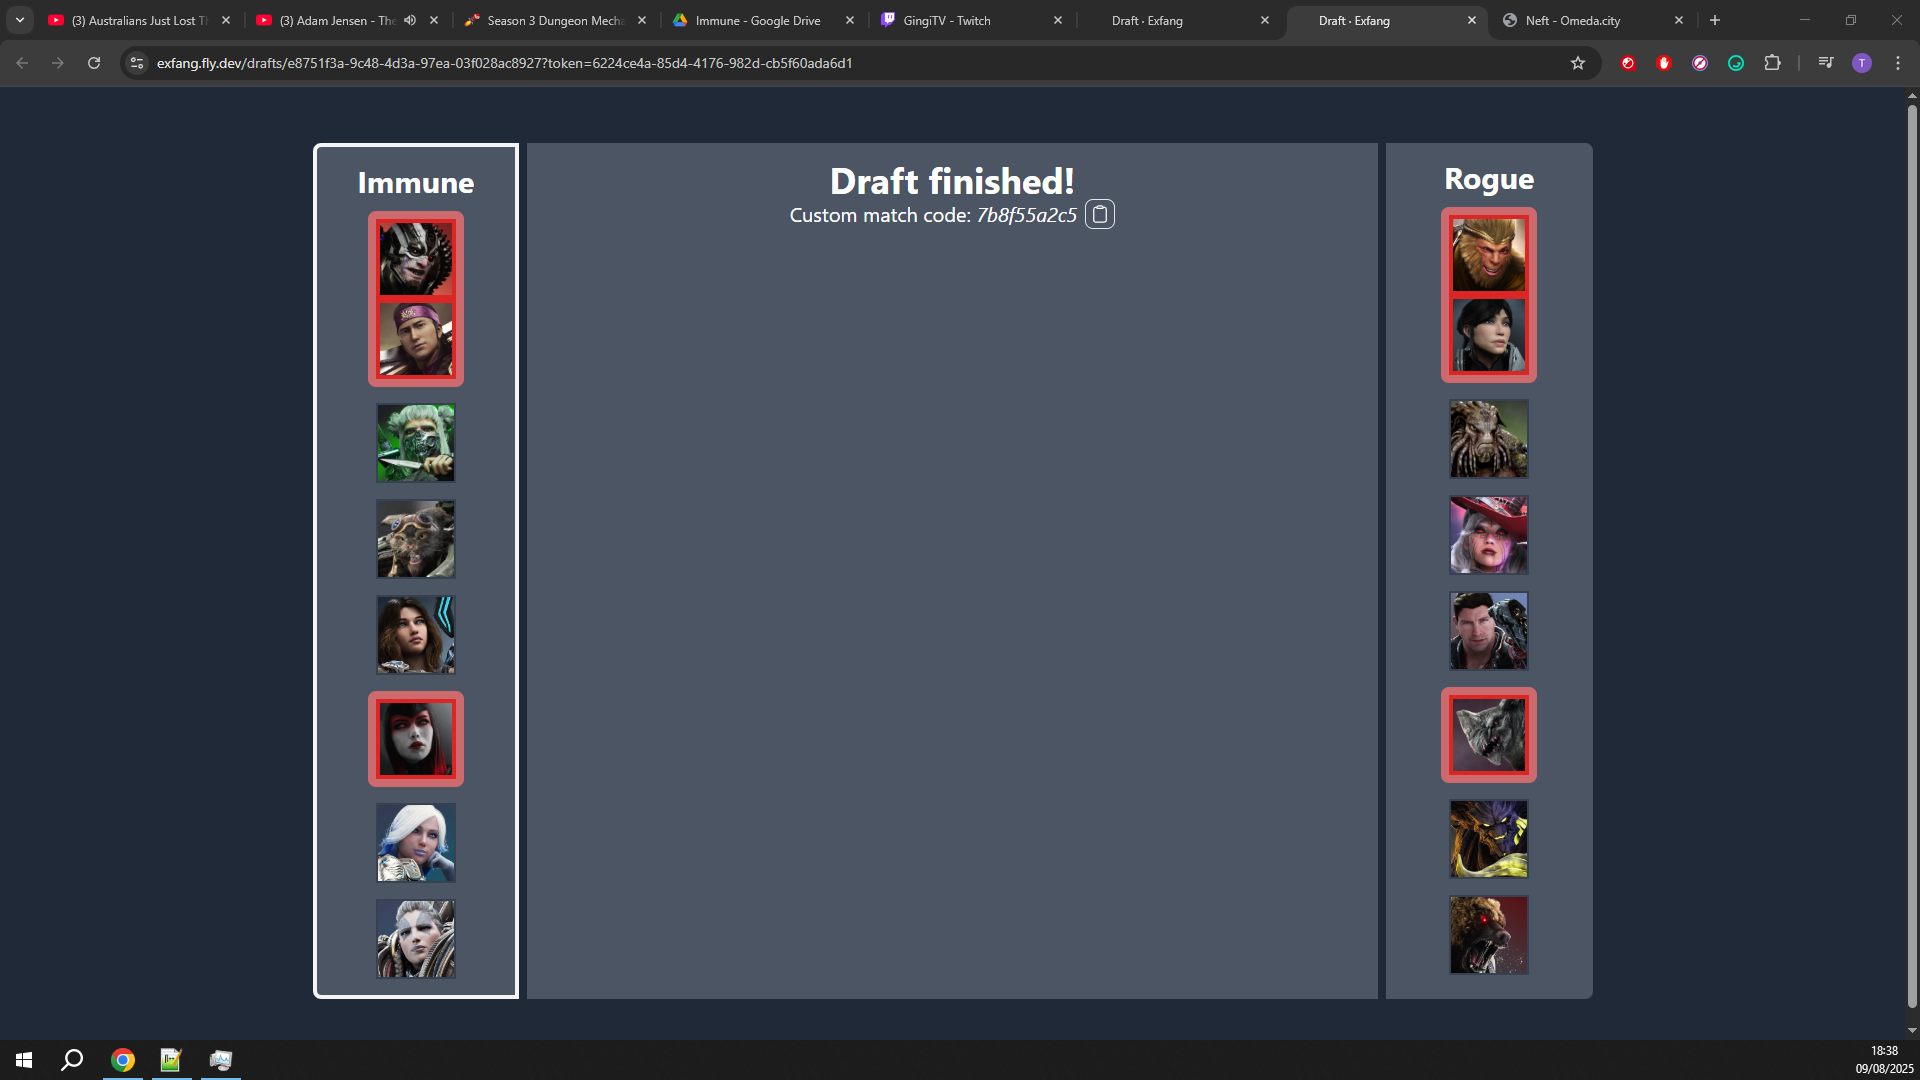 (3) Australians Just Lost Th
(3) Adam Jensen - The
Season 3 Dungeon Mecha
Immune - Google Drive
GingiTV - Twitch
Draft · Exfang
Draft · Exfang
Neft - Omeda.city
exfang.fly.dev/drafts/e8751f3a-9c48-4d3a-97ea-03f028ac8927?token=6224ce4a-85d4-4176-982d-cb5f60ada6d1
T
Immune
Draft finished!
Custom match code: 7b8f55a2c5
Rogue
18:38
09/08/2025